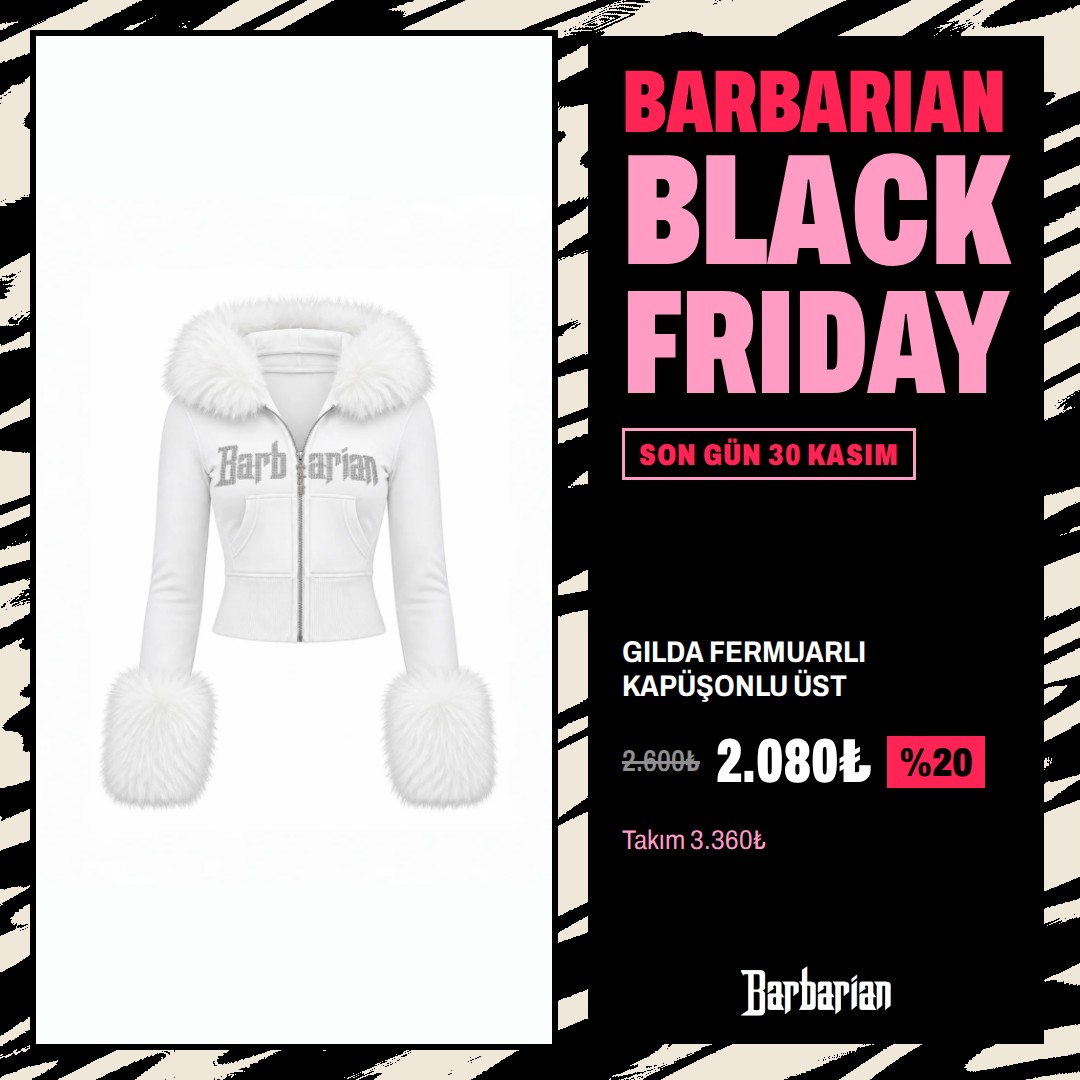 Barbarian
BARBARIAN
BLACK
FRIDAY
SON GÜN 30 KASIM
GILDA FERMUARLI
KAPÜŞONLU ÜST
2.600₺ 2.080₺ %20
Takım 3.360₺
Barbarian